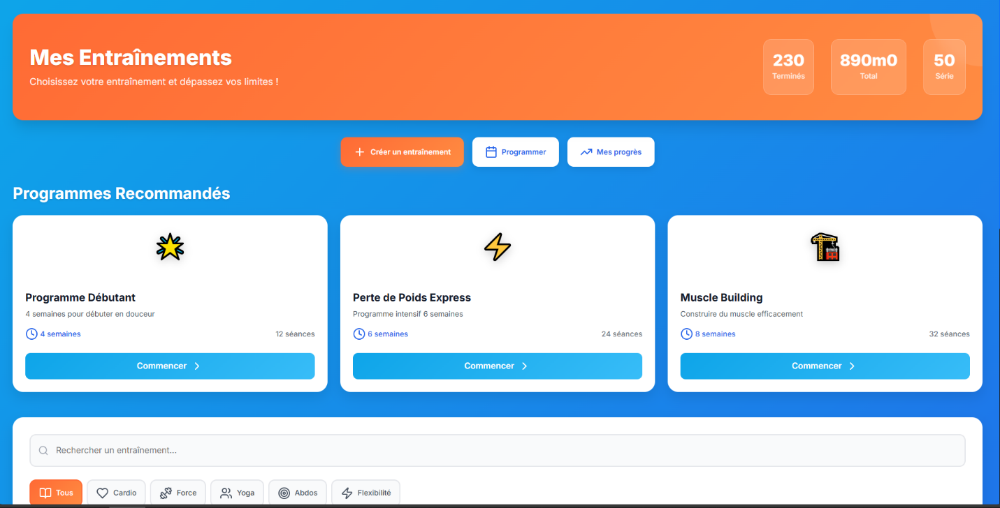 Mes Entraînements
Choisissez votre entraînement et dépassez vos limites !
230
Terminés
890m0
Total
50
Série
Créer un entraînement
Programmer
Mes progrès
Programmes Recommandés
Programme Débutant
4 semaines pour débuter en douceur
4 semaines
12 séances
Commencer
Perte de Poids Express
Programme intensif 6 semaines
6 semaines
24 séances
Commencer
Muscle Building
Construire du muscle efficacement
8 semaines
32 séances
Commencer
Rechercher un entraînement...
Tous
Cardio
Force
Yoga
Abdos
Flexibilité